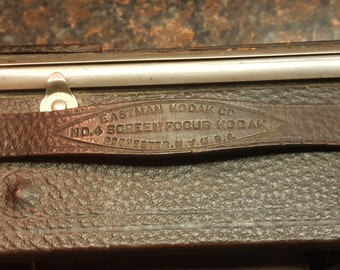 EASTMAN KODAK CO
NO. 4 SCREEN FOCUS KODAK
ROCHESTER, N.Y. U.S.A.